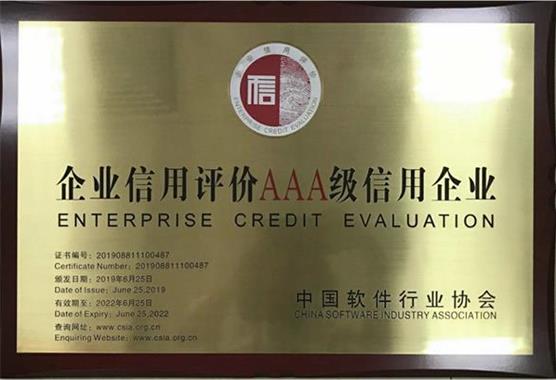 企业信用评价
信
ENTERPRISE CREDIT EVALUATION
企业信用评价AAA级信用企业
ENTERPRISE CREDIT EVALUATION
证书编号：201908811100487
Certificate Number：201908811100487
颁发日期：2019年6月25日
Date of Issue：June 25,2019
有效期至：2022年6月25日
Date of Expiry：June 25,2022
查询网址：www.csia.org.cn
Enquiring Website：www.csia.org.cn
中国软件行业协会
CHINA SOFTWARE INDUSTRY ASSOCIATION